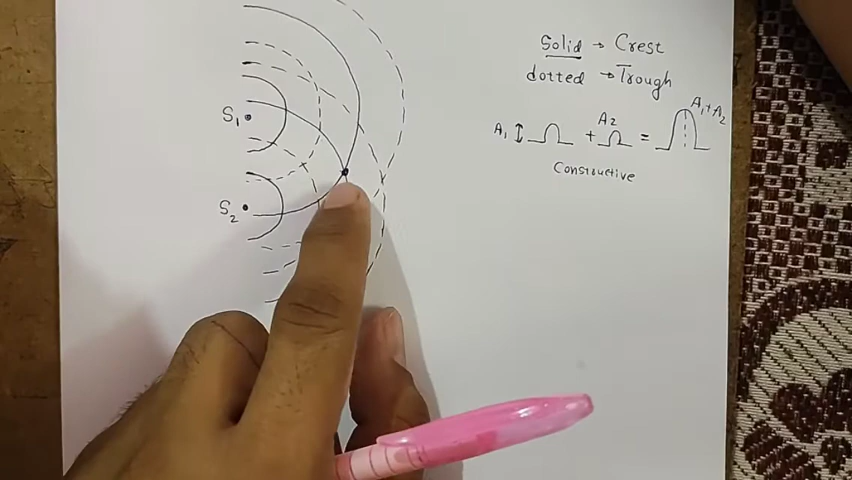 Solid → Crest
dotted → Trough
S₁
A₁ + A₂ = A₁+A₂
Constructive
S₂